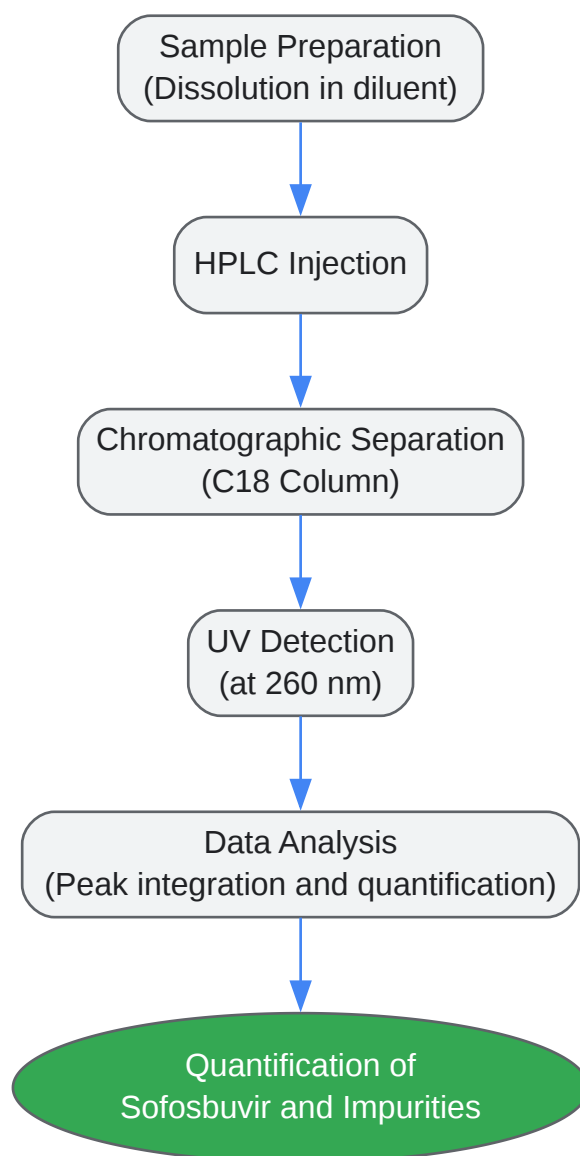 Sample Preparation
(Dissolution in diluent)
HPLC Injection
Chromatographic Separation
(C18 Column)
UV Detection
(at 260 nm)
Data Analysis
(Peak integration and quantification)
Quantification of
Sofosbuvir and Impurities